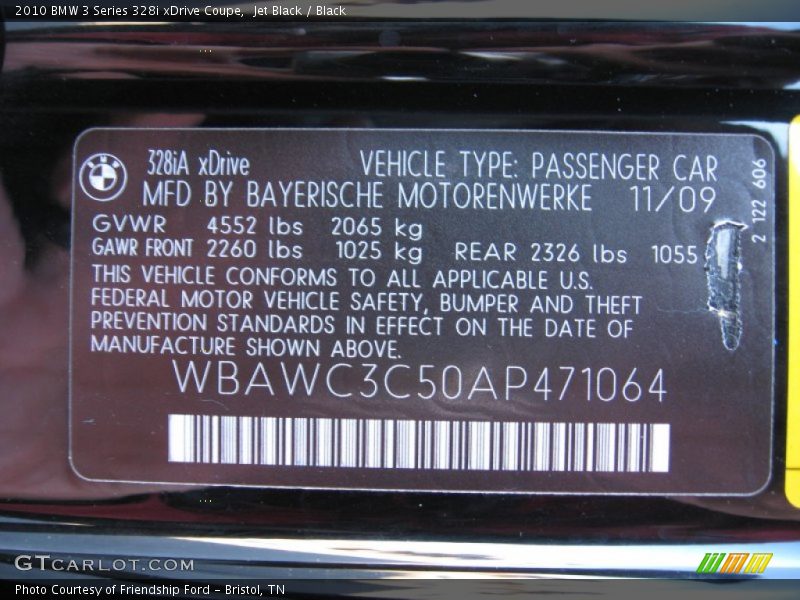 2010 BMW 3 Series 328i xDrive Coupe, Jet Black / Black
328iA xDrive VEHICLE TYPE: PASSENGER CAR
MFD BY BAYERISCHE MOTORENWERKE 11/09
GVWR 4552 lbs 2065 kg
GAWR FRONT 2260 lbs 1025 kg REAR 2326 lbs 1055
THIS VEHICLE CONFORMS TO ALL APPLICABLE U.S.
FEDERAL MOTOR VEHICLE SAFETY, BUMPER AND THEFT
PREVENTION STANDARDS IN EFFECT ON THE DATE OF
MANUFACTURE SHOWN ABOVE.
WBAWC3C50AP471064
2 122 606
GTCARLOT.COM
Photo Courtesy of Friendship Ford - Bristol, TN